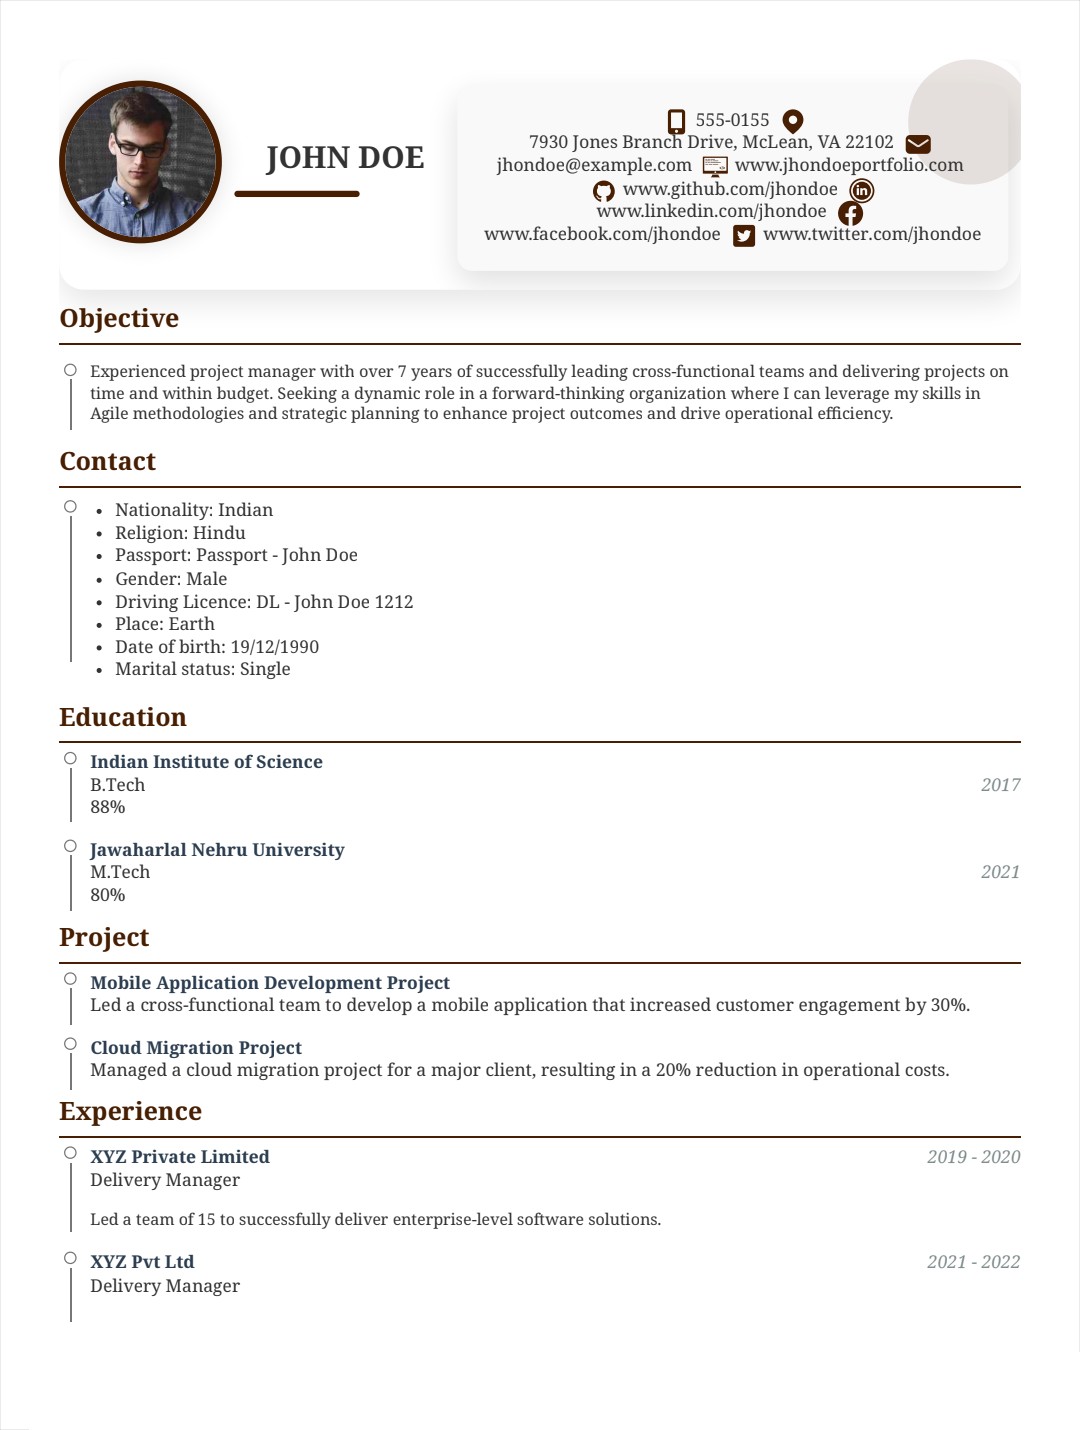 JOHN DOE
555-0155
7930 Jones Branch Drive, McLean, VA 22102
jhondoe@example.com www.jhondoeportfolio.com
www.github.com/jhondoe
www.linkedin.com/jhondoe
www.facebook.com/jhondoe www.twitter.com/jhondoe
Objective
Experienced project manager with over 7 years of successfully leading cross-functional teams and delivering projects on
time and within budget. Seeking a dynamic role in a forward-thinking organization where I can leverage my skills in
Agile methodologies and strategic planning to enhance project outcomes and drive operational efficiency.
Contact
• Nationality: Indian
• Religion: Hindu
• Passport: Passport - John Doe
• Gender: Male
• Driving Licence: DL - John Doe 1212
• Place: Earth
• Date of birth: 19/12/1990
• Marital status: Single
Education
Indian Institute of Science
B.Tech 2017
88%
Jawaharlal Nehru University
M.Tech 2021
80%
Project
Mobile Application Development Project
Led a cross-functional team to develop a mobile application that increased customer engagement by 30%.
Cloud Migration Project
Managed a cloud migration project for a major client, resulting in a 20% reduction in operational costs.
Experience
XYZ Private Limited 2019 - 2020
Delivery Manager
Led a team of 15 to successfully deliver enterprise-level software solutions.
XYZ Pvt Ltd 2021 - 2022
Delivery Manager